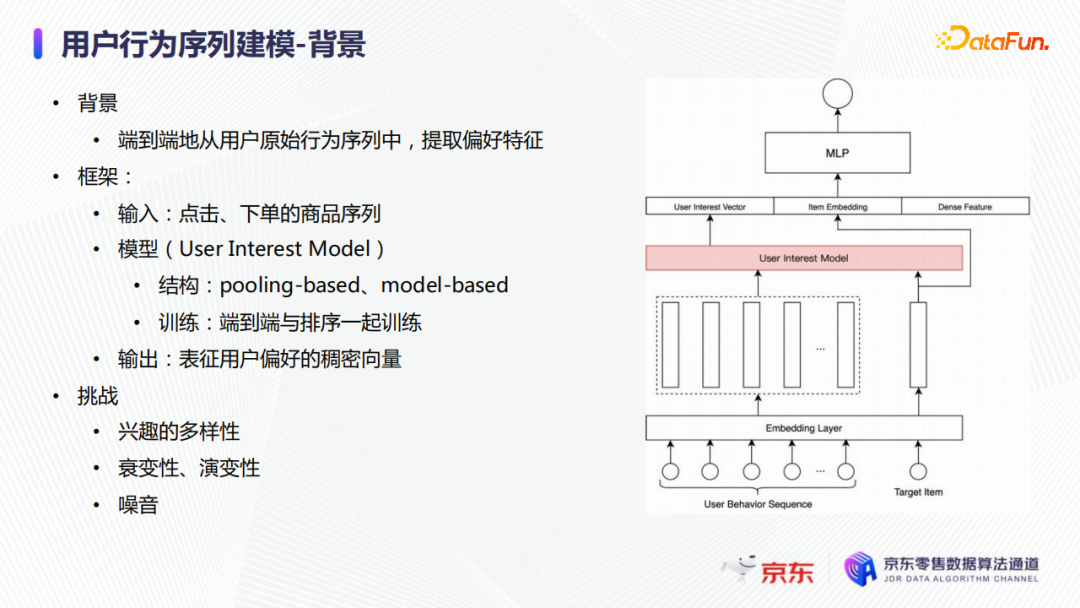 用户行为序列建模-背景
DataFun.
• 背景
• 端到端地从用户原始行为序列中，提取偏好特征
• 框架：
• 输入：点击、下单的商品序列
• 模型（User Interest Model）
• 结构：pooling-based、model-based
• 训练：端到端与排序一起训练
• 输出：表征用户偏好的稠密向量
• 挑战
• 兴趣的多样性
• 衰变性、演变性
• 噪音
MLP
User Interest Vector
Item Embedding
Dense Feature
User Interest Model
...
Embedding Layer
...
User Behavior Sequence
Target Item
京东
京东零售数据算法通道
JDR DATA ALGORITHM CHANNEL